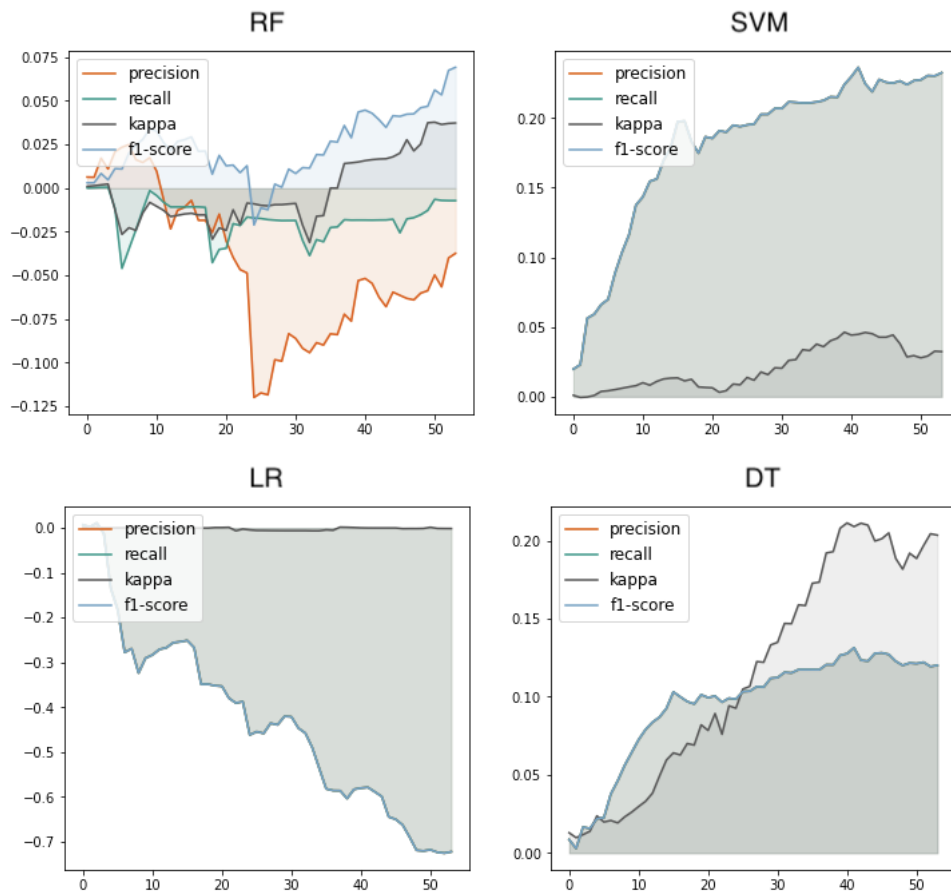 RF
0.075
0.050
0.025
0.000
−0.025
−0.050
−0.075
−0.100
−0.125
precision
recall
kappa
f1-score
0 10 20 30 40 50
SVM
0.20
0.15
0.10
0.05
0.00
precision
recall
kappa
f1-score
0 10 20 30 40 50
LR
0.0
−0.1
−0.2
−0.3
−0.4
−0.5
−0.6
−0.7
precision
recall
kappa
f1-score
0 10 20 30 40 50
DT
0.20
0.15
0.10
0.05
0.00
precision
recall
kappa
f1-score
0 10 20 30 40 50